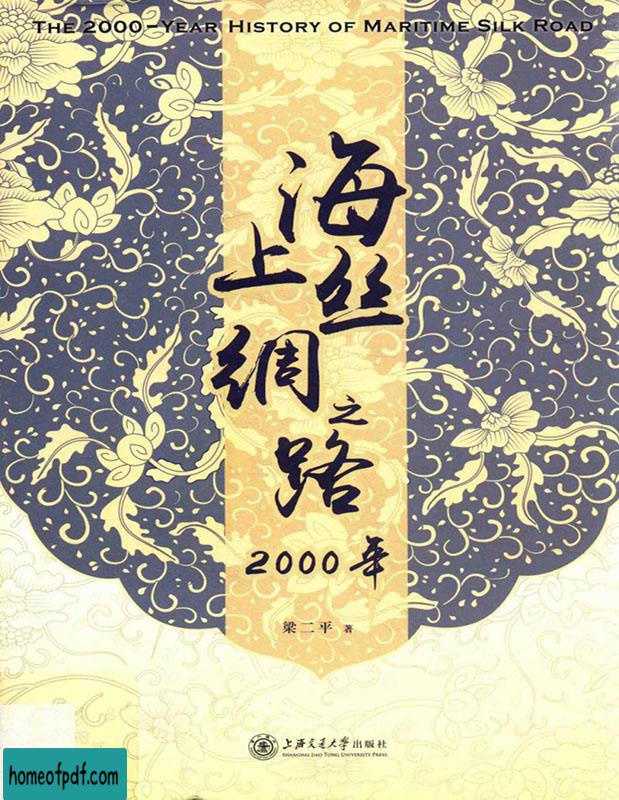 THE 2000-YEAR HISTORY OF MARITIME SILK ROAD
海
上丝
绸之
路
2000年
梁二平 著
上海交通大学出版社
SHANGHAI JIAO TONG UNIVERSITY PRESS
homeofpdf.com